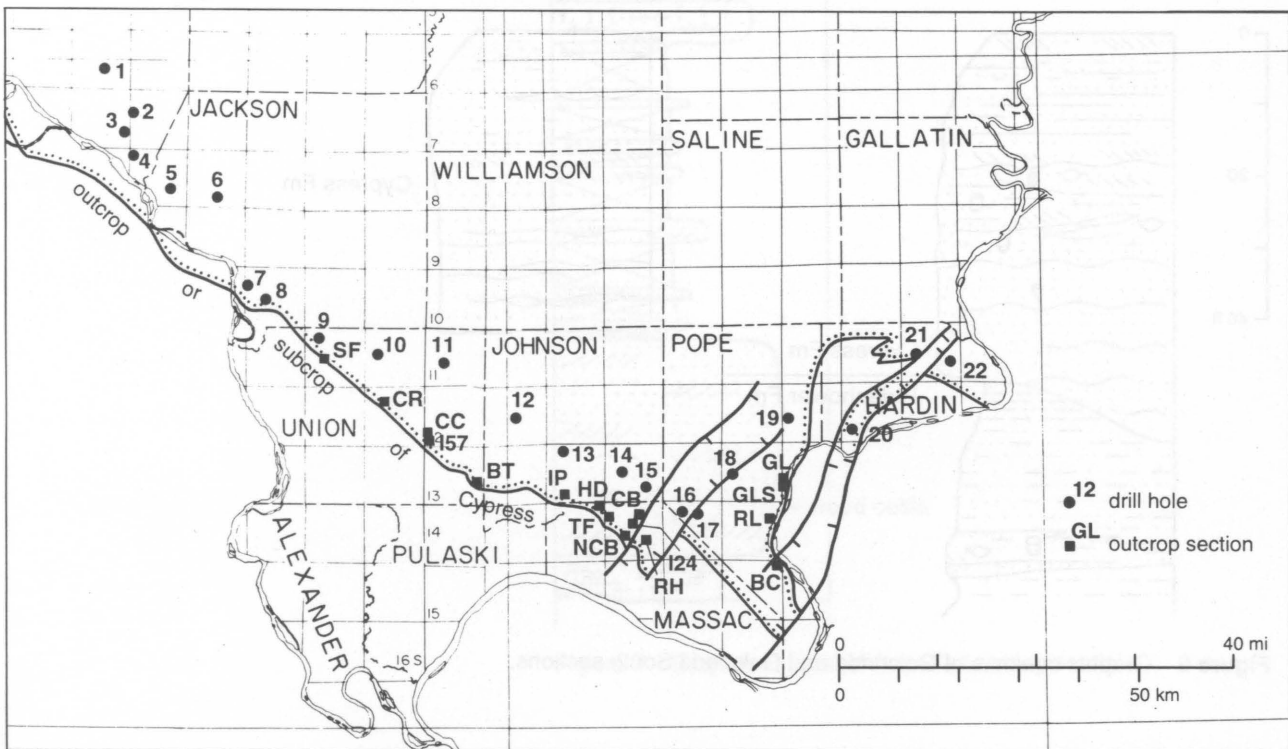 1
2
3
4
5
6
JACKSON
WILLIAMSON
SALINE
GALLATIN
6
7
8
9
10
11
13
14
15
16 S
outcrop
or
subcrop
of
Cypress
7
8
9
SF
10
11
JOHNSON
POPE
21
22
HARDIN
20
CR
UNION
CC
I57
12
19
BT
IP
13
14
15
HD
CB
18
GL
GLS
RL
16
17
TF
NCB
I24
RH
BC
MASSAC
PULASKI
ALEXANDER
12
drill hole
GL
outcrop section
0
40 mi
0
50 km